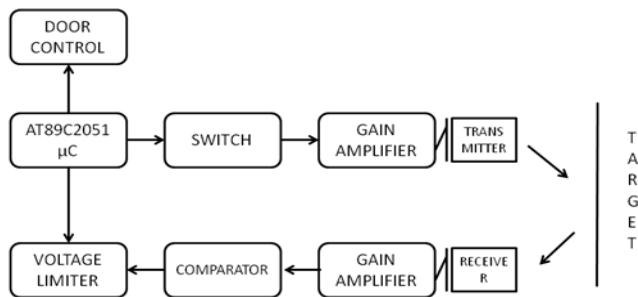 DOOR
CONTROL
AT89C2051
µC
SWITCH
GAIN
AMPLIFIER
TRANS
MITTER
VOLTAGE
LIMITER
COMPARATOR
GAIN
AMPLIFIER
RECEIVE
R
T
A
R
G
E
T